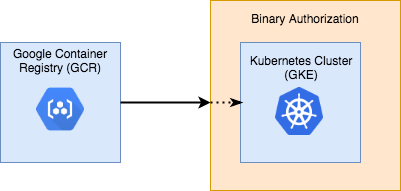 Binary Authorization
Google Container
Registry (GCR)
Kubernetes Cluster
(GKE)